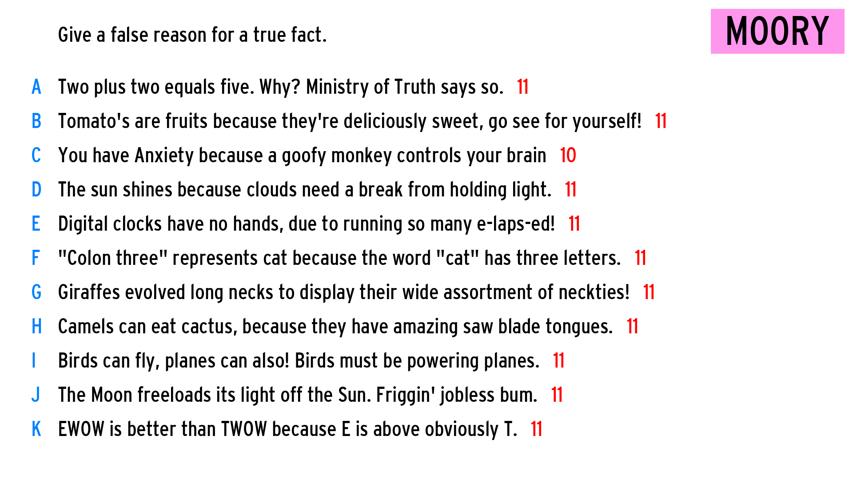 Give a false reason for a true fact.
MOORY
A Two plus two equals five. Why? Ministry of Truth says so. 11
B Tomato's are fruits because they're deliciously sweet, go see for yourself! 11
C You have Anxiety because a goofy monkey controls your brain 10
D The sun shines because clouds need a break from holding light. 11
E Digital clocks have no hands, due to running so many e-laps-ed! 11
F "Colon three" represents cat because the word "cat" has three letters. 11
G Giraffes evolved long necks to display their wide assortment of neckties! 11
H Camels can eat cactus, because they have amazing saw blade tongues. 11
I Birds can fly, planes can also! Birds must be powering planes. 11
J The Moon freeloads its light off the Sun. Friggin' jobless bum. 11
K EWOW is better than TWOW because E is above obviously T. 11